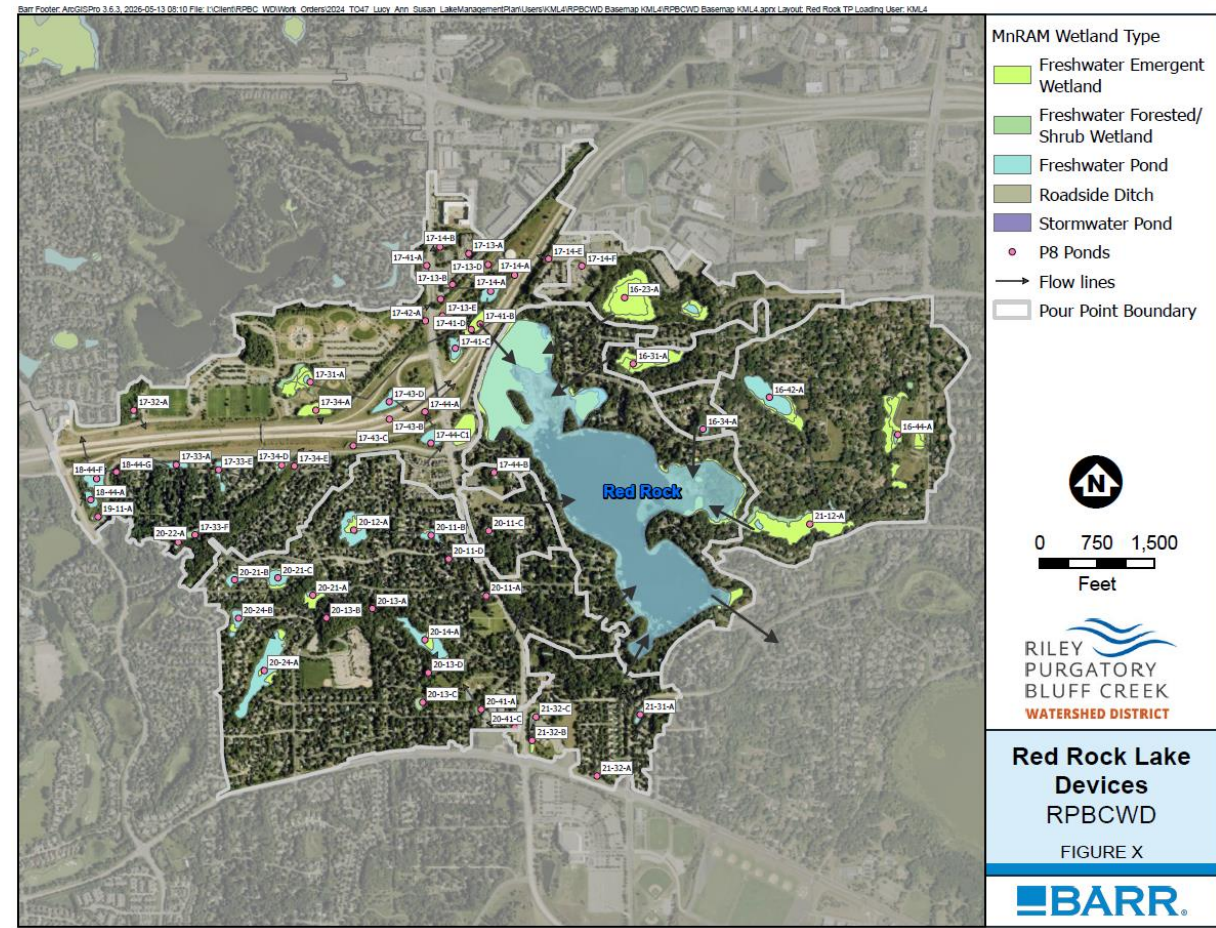 Barr Footer: ArcGISPro 3.6.3, 2026-05-13 08:10 File: I:\Client\RPBC_WD\Work_Orders\2024_TO47_Lucy_Ann_Susan_LakeManagementPlan\Users\KML4\RPBCWD Basemap KML4\RPBCWD Basemap KML4.aprx Layout: Red Rock TP Loading User: KML4
MnRAM Wetland Type
Freshwater Emergent
Wetland
Freshwater Forested/
Shrub Wetland
Freshwater Pond
Roadside Ditch
Stormwater Pond
P8 Ponds
Flow lines
Pour Point Boundary
17-14-B
17-13-A
17-14-E
17-41-A
17-13-D
17-14-A
17-14-F
17-13-B
17-14-A
16-23-A
17-13-E
17-42-A
17-41-D
17-41-B
17-41-C
16-31-A
17-31-A
16-42-A
17-43-D
17-32-A
17-34-A
17-44-A
17-43-B
16-34-A
16-44-A
17-43-C
17-44-C1
17-33-A
17-34-D
18-44-G
17-33-E
17-34-E
18-44-F
17-44-B
18-44-A
Red Rock
19-11-A
20-12-A
20-11-B
20-11-C
21-12-A
17-33-F
20-22-A
20-11-D
20-21-B
20-21-C
20-21-A
20-11-A
20-13-A
20-24-B
20-13-B
20-14-A
20-24-A
20-13-D
20-13-C
20-41-A
21-32-C
21-31-A
20-41-C
21-32-B
21-32-A
N
0 750 1,500
Feet
RILEY
PURGATORY
BLUFF CREEK
WATERSHED DISTRICT
Red Rock Lake
Devices
RPBCWD
FIGURE X
BARR.